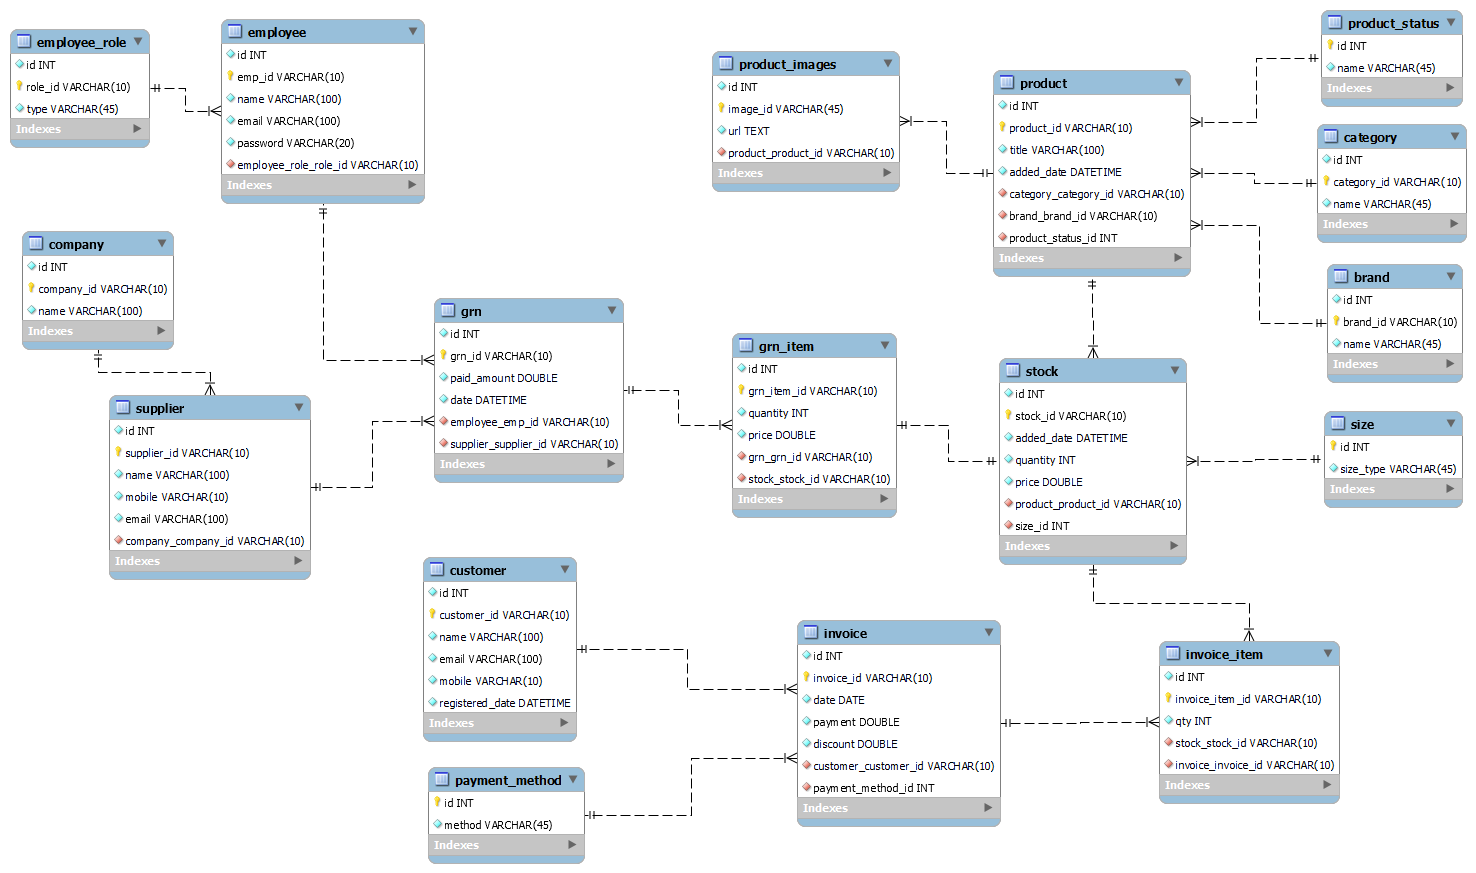 employee_role
id INT
role_id VARCHAR(10)
type VARCHAR(45)
Indexes
employee
id INT
emp_id VARCHAR(10)
name VARCHAR(100)
email VARCHAR(100)
password VARCHAR(20)
employee_role_role_id VARCHAR(10)
Indexes
product_images
id INT
image_id VARCHAR(45)
url TEXT
product_product_id VARCHAR(10)
Indexes
product
id INT
product_id VARCHAR(10)
title VARCHAR(100)
added_date DATETIME
category_category_id VARCHAR(10)
brand_brand_id VARCHAR(10)
product_status_id INT
Indexes
product_status
id INT
name VARCHAR(45)
Indexes
category
id INT
category_id VARCHAR(10)
name VARCHAR(45)
Indexes
company
id INT
company_id VARCHAR(10)
name VARCHAR(100)
Indexes
brand
id INT
brand_id VARCHAR(10)
name VARCHAR(45)
Indexes
grn
id INT
grn_id VARCHAR(10)
paid_amount DOUBLE
date DATETIME
employee_emp_id VARCHAR(10)
supplier_supplier_id VARCHAR(10)
Indexes
grn_item
id INT
grn_item_id VARCHAR(10)
quantity INT
price DOUBLE
grn_grn_id VARCHAR(10)
stock_stock_id VARCHAR(10)
Indexes
stock
id INT
stock_id VARCHAR(10)
added_date DATETIME
quantity INT
price DOUBLE
product_product_id VARCHAR(10)
size_id INT
Indexes
supplier
id INT
supplier_id VARCHAR(10)
name VARCHAR(100)
mobile VARCHAR(10)
email VARCHAR(100)
company_company_id VARCHAR(10)
Indexes
size
id INT
size_type VARCHAR(45)
Indexes
customer
id INT
customer_id VARCHAR(10)
name VARCHAR(100)
email VARCHAR(100)
mobile VARCHAR(10)
registered_date DATETIME
Indexes
invoice
id INT
invoice_id VARCHAR(10)
date DATE
payment DOUBLE
discount DOUBLE
customer_customer_id VARCHAR(10)
payment_method_id INT
Indexes
invoice_item
id INT
invoice_item_id VARCHAR(10)
qty INT
stock_stock_id VARCHAR(10)
invoice_invoice_id VARCHAR(10)
Indexes
payment_method
id INT
method VARCHAR(45)
Indexes